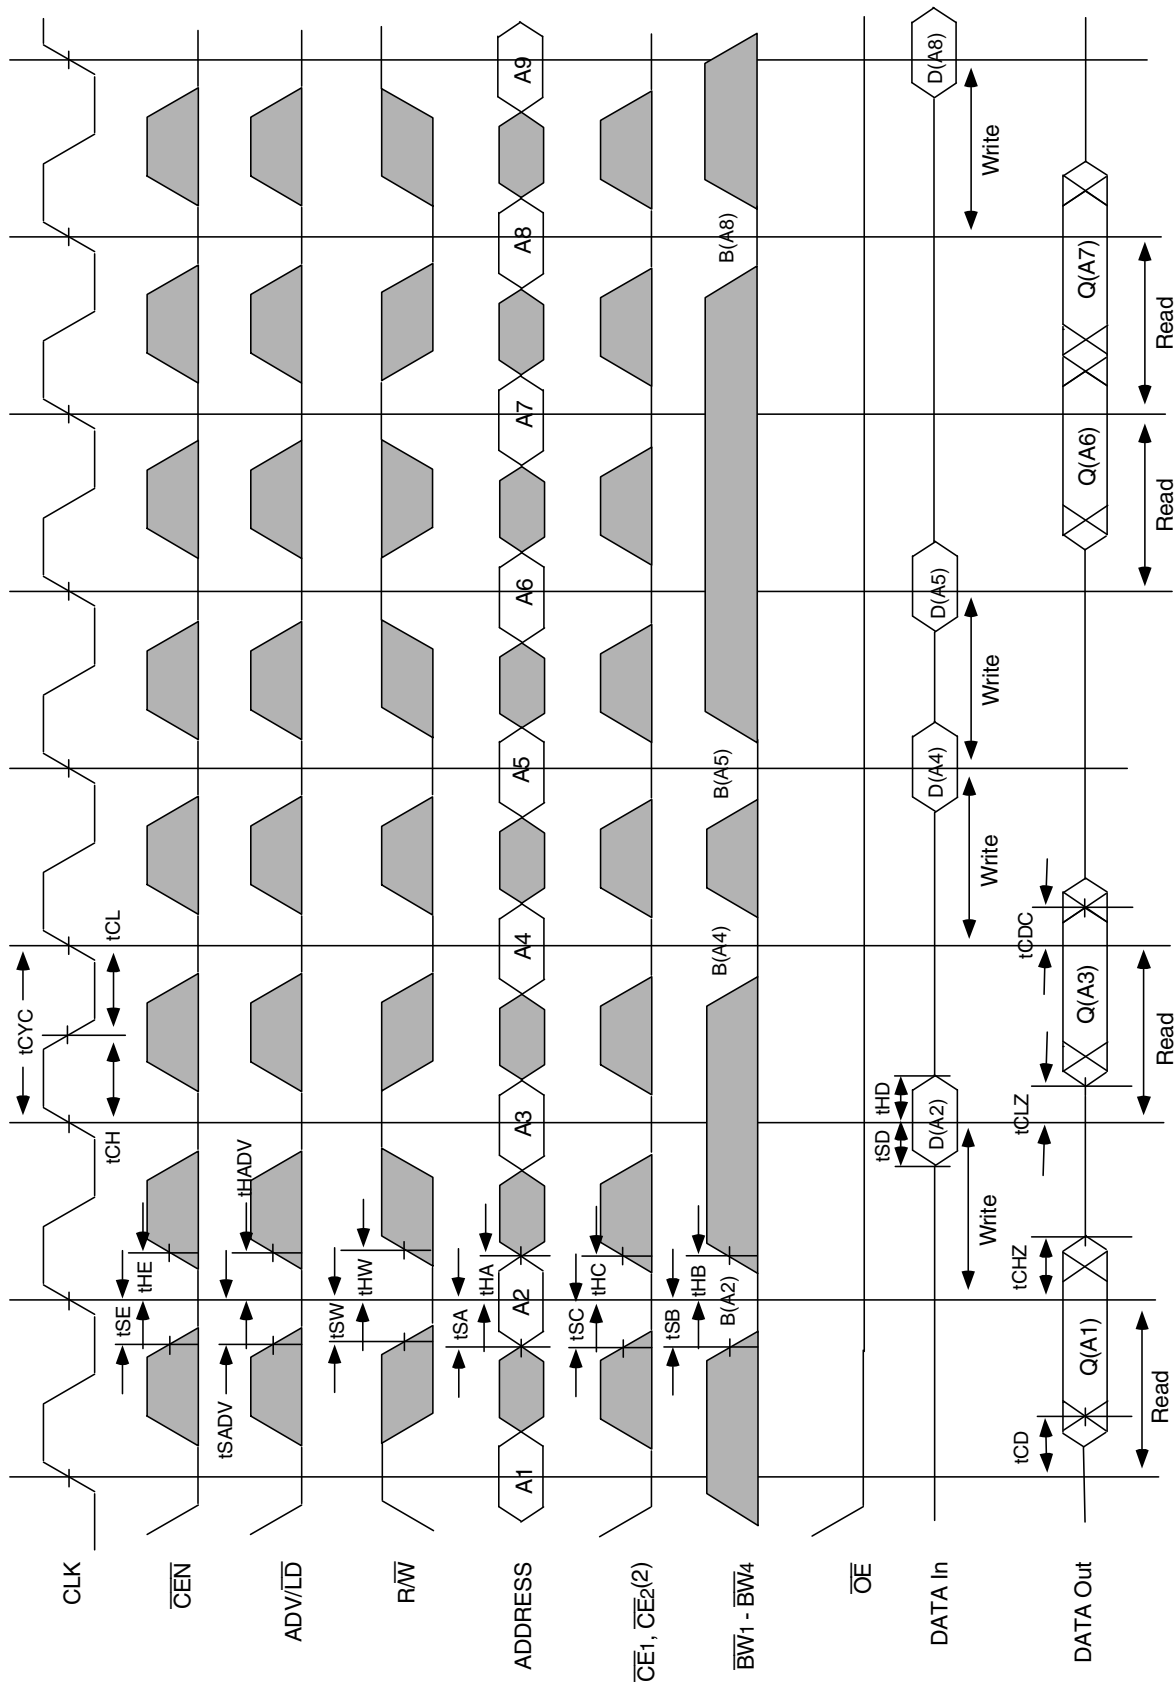 CLK
tCYC
tCH
tCL
CEN
tSE
tHE
ADV/LD
tSADV
tHADV
R/W
tSW
tHW
ADDRESS
A1
A2
A3
A4
A5
A6
A7
A8
A9
tSA
tHA
CE1, CE2(2)
tSC
tHC
BW1 - BW4
tSB
tHB
B(A2)
B(A4)
B(A5)
B(A8)
OE
DATA In
tSD
tHD
D(A2)
D(A4)
D(A5)
D(A8)
Write
Write
Write
Write
DATA Out
tCD
tCHZ
tCLZ
tCDC
Q(A1)
Q(A3)
Q(A6)
Q(A7)
Read
Read
Read
Read